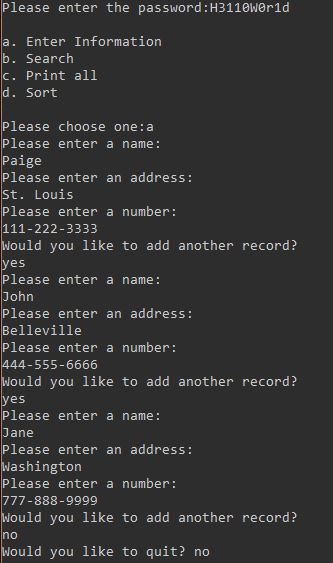 Please enter the password:H3110W0r1d
a. Enter Information
b. Search
c. Print all
d. Sort
Please choose one:a
Please enter a name:
Paige
Please enter an address:
St. Louis
Please enter a number:
111-222-3333
Would you like to add another record?
yes
Please enter a name:
John
Please enter an address:
Belleville
Please enter a number:
444-555-6666
Would you like to add another record?
yes
Please enter a name:
Jane
Please enter an address:
Washington
Please enter a number:
777-888-9999
Would you like to add another record?
no
Would you like to quit? no